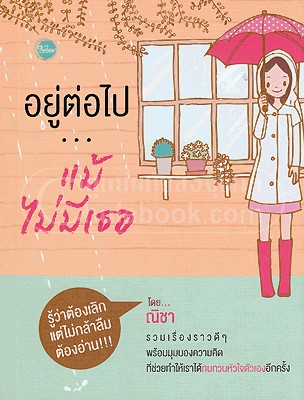 อยู่ต่อไป
...
แม้
ไม่มีเธอ
รู้ว่าต้องเลิก
แต่ไม่กล้าลืม
ต้องอ่าน!!!
โดย...
ณิชา
รวมเรื่องราวดีๆ
พร้อมมุมมองความคิด
ที่ช่วยทำให้เราได้ทบทวนหัวใจตัวเองอีกครั้ง